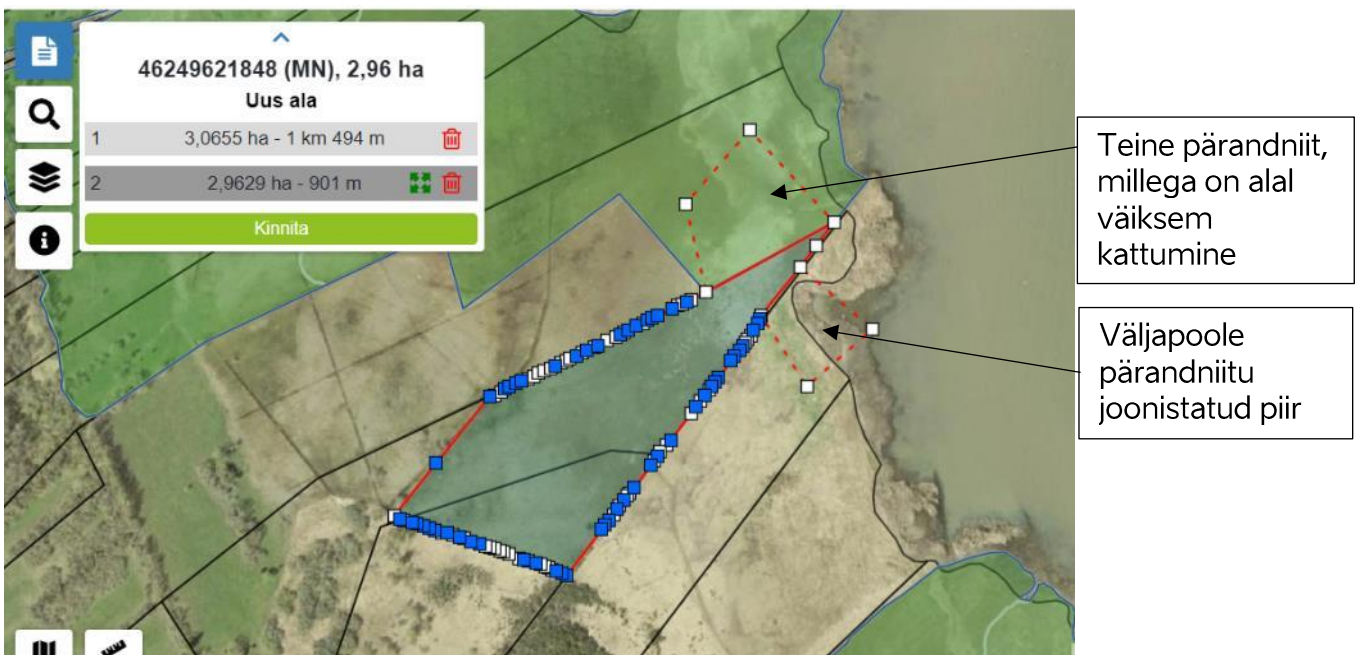 46249621848 (MN), 2,96 ha
Uus ala
1 3,0655 ha - 1 km 494 m
2 2,9629 ha - 901 m
Kinnita
Teine pärandniit,
millega on alal
väiksem
kattumine
Väljapoole
pärandniitu
joonistatud piir